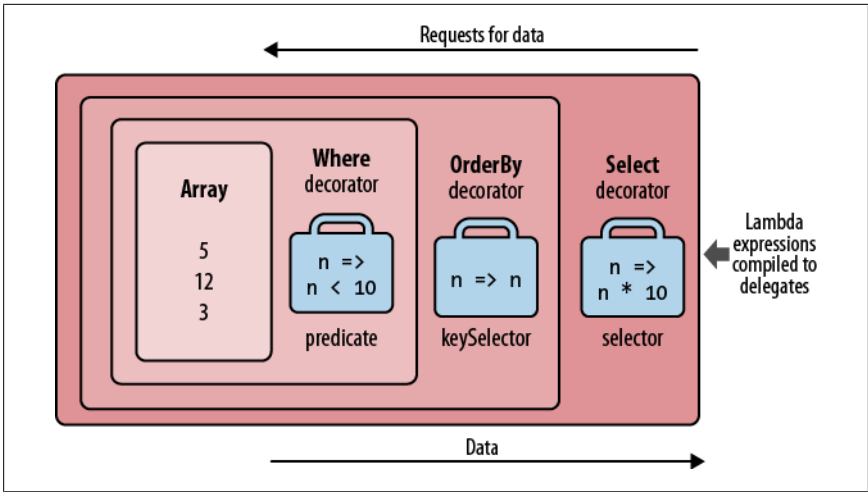 Requests for data
Array
5
12
3
Where
decorator
n =>
n < 10
predicate
OrderBy
decorator
n => n
keySelector
Select
decorator
n =>
n * 10
selector
Lambda
expressions
compiled to
delegates
Data